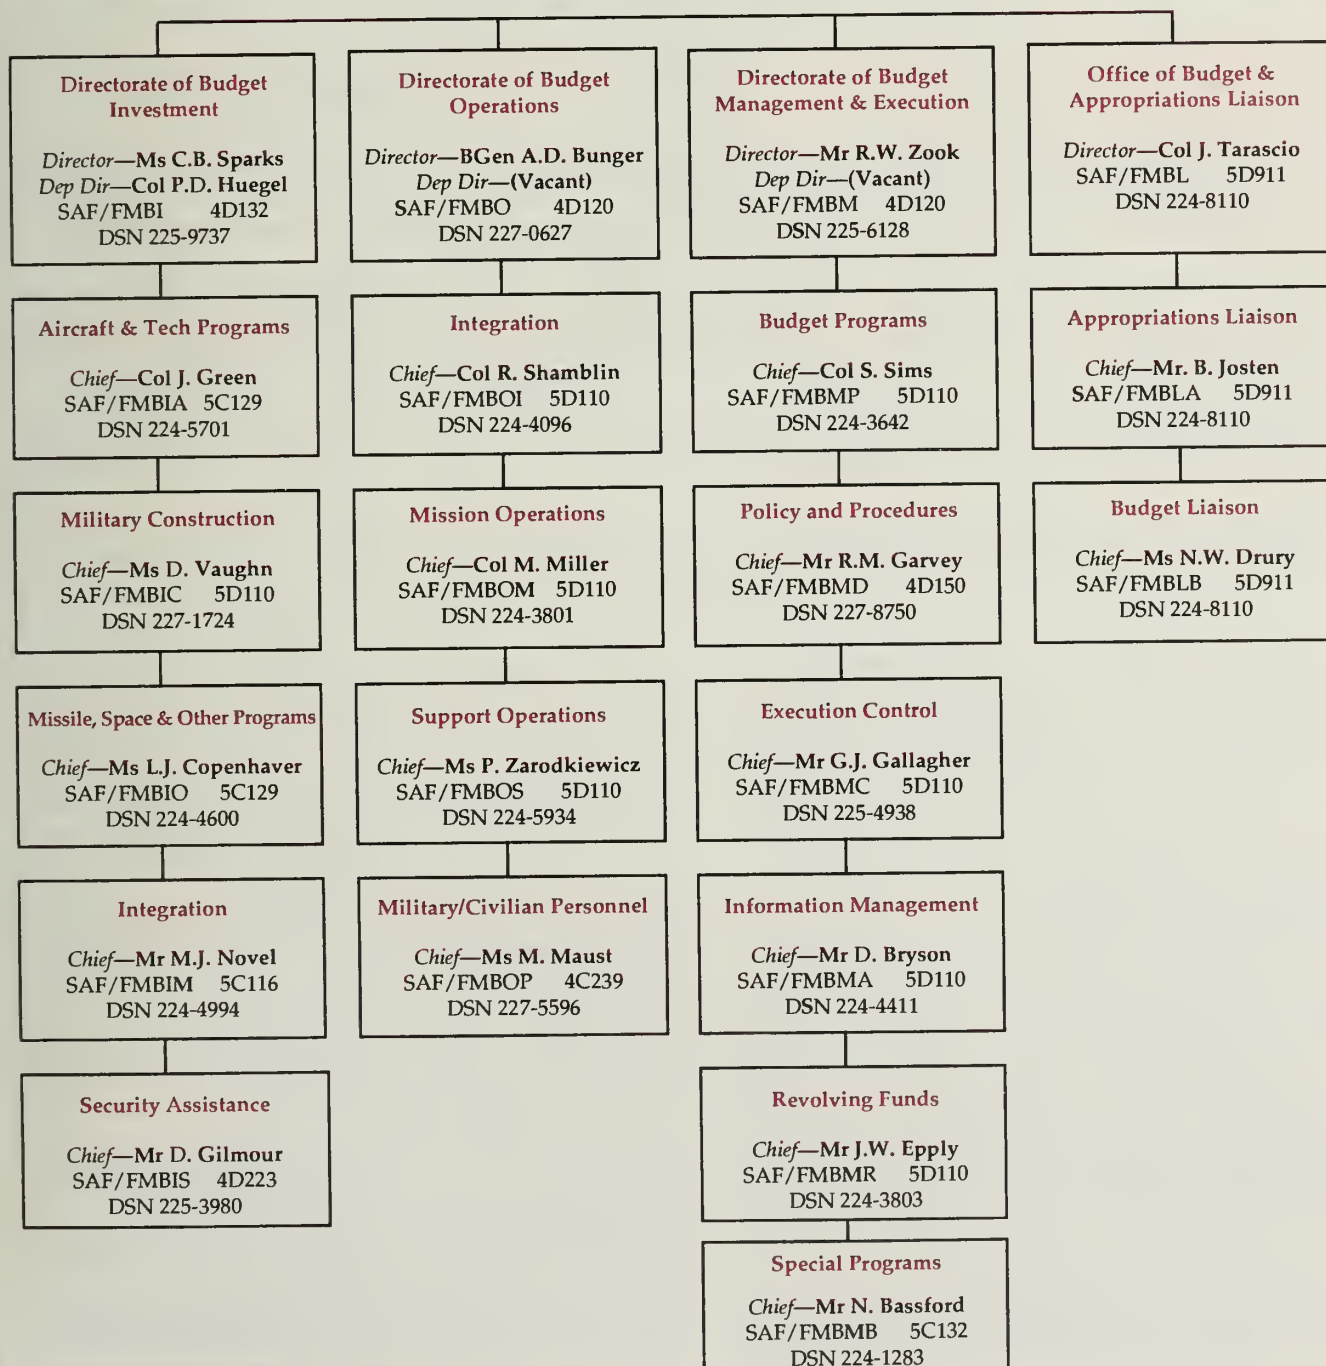 Directorate of Budget
Investment
Director—Ms C.B. Sparks
Dep Dir—Col P.D. Huegel
SAF/FMBI 4D132
DSN 225-9737
Aircraft & Tech Programs
Chief—Col J. Green
SAF/FMBIA 5C129
DSN 224-5701
Military Construction
Chief—Ms D. Vaughn
SAF/FMBIC 5D110
DSN 227-1724
Missile, Space & Other Programs
Chief—Ms L.J. Copenhaver
SAF/FMBIO 5C129
DSN 224-4600
Integration
Chief—Mr M.J. Novel
SAF/FMBIM 5C116
DSN 224-4994
Security Assistance
Chief—Mr D. Gilmour
SAF/FMBIS 4D223
DSN 225-3980
Directorate of Budget
Operations
Director—BGen A.D. Bunger
Dep Dir—(Vacant)
SAF/FMBO 4D120
DSN 227-0627
Integration
Chief—Col R. Shamblin
SAF/FMBOI 5D110
DSN 224-4096
Mission Operations
Chief—Col M. Miller
SAF/FMBOM 5D110
DSN 224-3801
Support Operations
Chief—Ms P. Zarodkiewicz
SAF/FMBOS 5D110
DSN 224-5934
Military/Civilian Personnel
Chief—Ms M. Maust
SAF/FMBOP 4C239
DSN 227-5596
Directorate of Budget
Management & Execution
Director—Mr R.W. Zook
Dep Dir—(Vacant)
SAF/FMBM 4D120
DSN 225-6128
Budget Programs
Chief—Col S. Sims
SAF/FMBMP 5D110
DSN 224-3642
Policy and Procedures
Chief—Mr R.M. Garvey
SAF/FMBMD 4D150
DSN 227-8750
Execution Control
Chief—Mr G.J. Gallagher
SAF/FMBMC 5D110
DSN 225-4938
Information Management
Chief—Mr D. Bryson
SAF/FMBMA 5D110
DSN 224-4411
Revolving Funds
Chief—Mr J.W. Epply
SAF/FMBMR 5D110
DSN 224-3803
Special Programs
Chief—Mr N. Bassford
SAF/FMBMB 5C132
DSN 224-1283
Office of Budget &
Appropriations Liaison
Director—Col J. Tarascio
SAF/FMBL 5D911
DSN 224-8110
Appropriations Liaison
Chief—Mr. B. Josten
SAF/FMBLA 5D911
DSN 224-8110
Budget Liaison
Chief—Ms N.W. Drury
SAF/FMBLB 5D911
DSN 224-8110